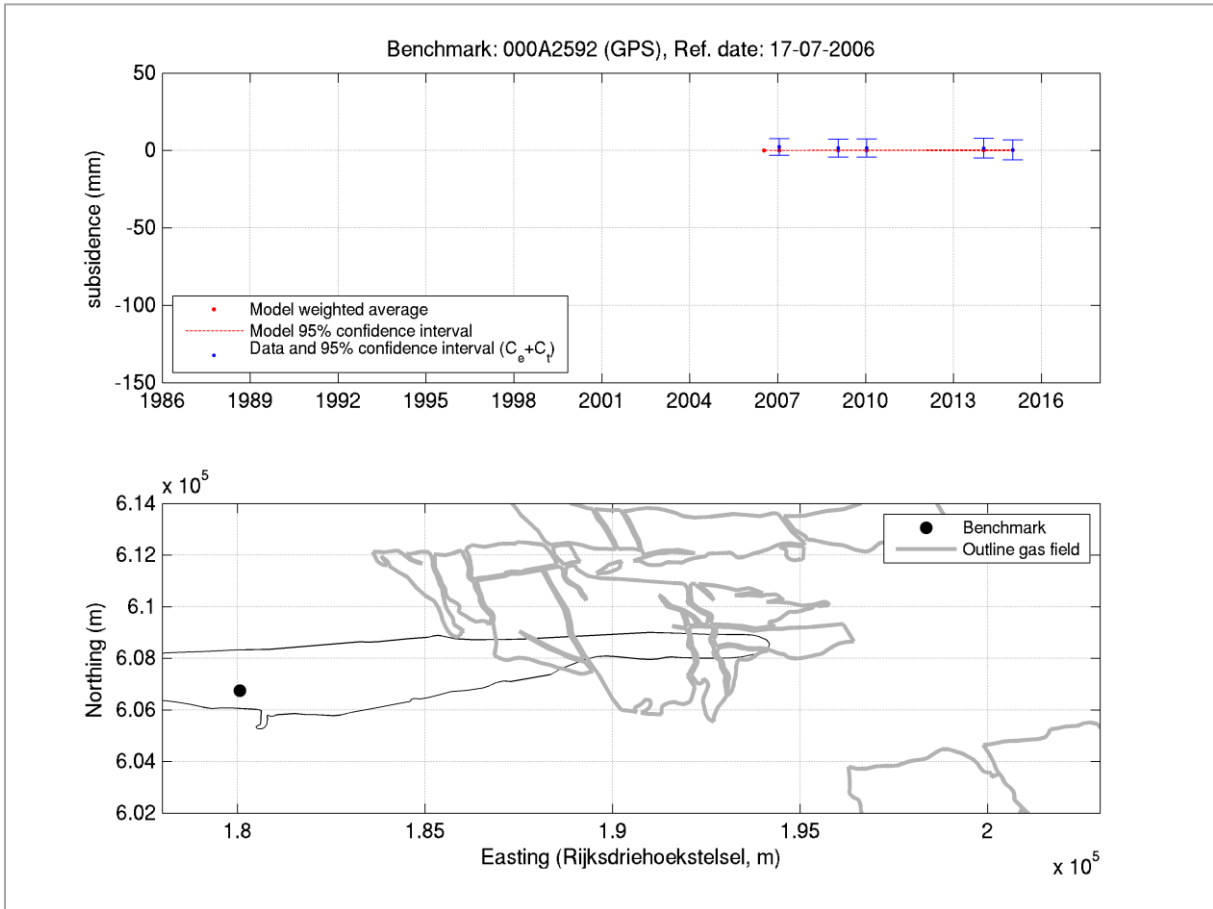 Benchmark: 000A2592 (GPS), Ref. date: 17-07-2006
50
0
-50
-100
-150
subsidence (mm)
Model weighted average
Model 95% confidence interval
Data and 95% confidence interval (C_e+C_t)
1986 1989 1992 1995 1998 2001 2004 2007 2010 2013 2016
x 10^5
6.14
6.12
6.1
6.08
6.06
6.04
6.02
Northing (m)
Benchmark
Outline gas field
1.8 1.85 1.9 1.95 2
Easting (Rijksdriehoekstelsel, m)
x 10^5